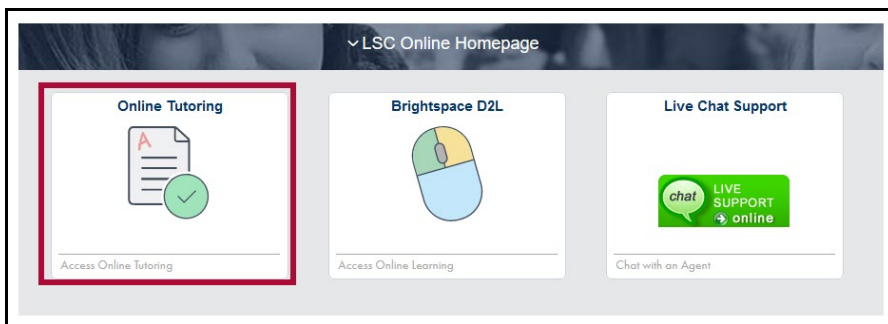 LSC Online Homepage
Online Tutoring
A
Access Online Tutoring
Brightspace D2L
Access Online Learning
Live Chat Support
chat
LIVE
SUPPORT
online
Chat with an Agent